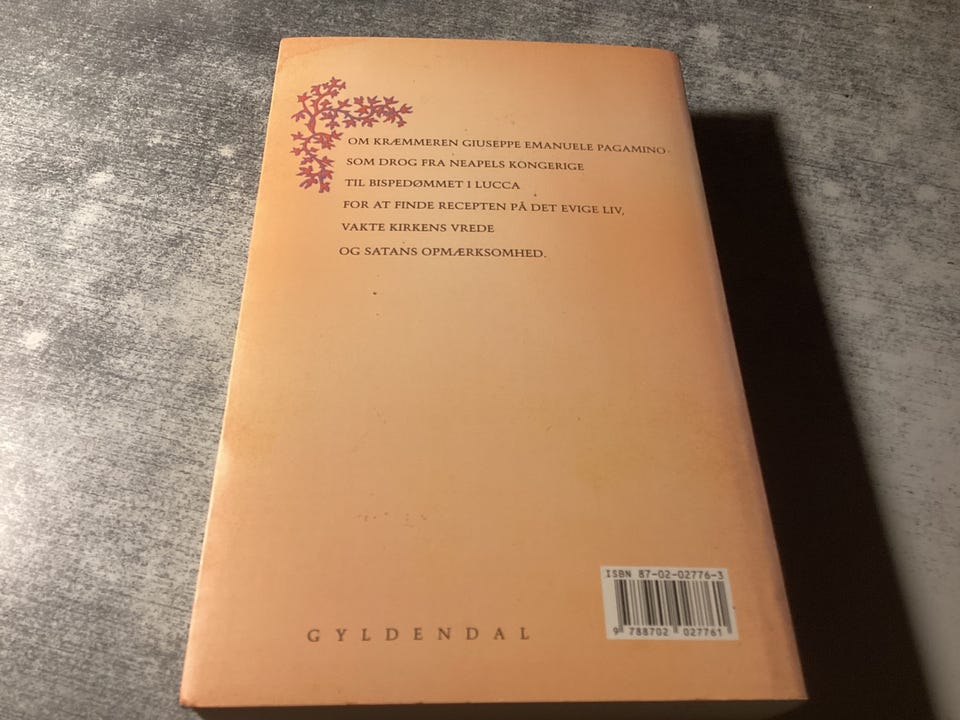 OM KRÆMMEREN GIUSEPPE EMANUELE PAGAMINO
SOM DROG FRA NEAPELS KONGERIGE
TIL BISPEDØMMET I LUCCA
FOR AT FINDE RECEPTEN PÅ DET EVIGE LIV,
VAKTE KIRKENS VREDE
OG SATANS OPMÆRKSOMHED.
ISBN 87-02-02776-3
9 788702 027761
GYLDENDAL